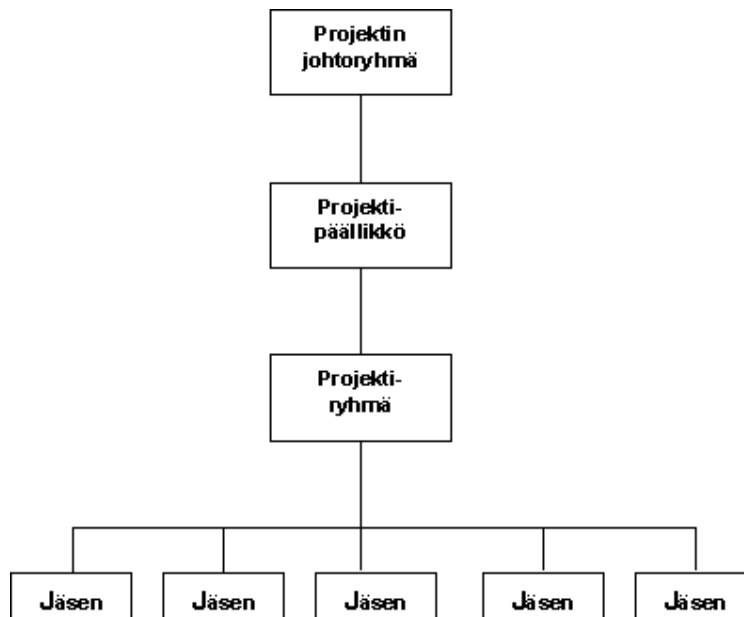 Projektin
johtoryhmä
Projekti-
päällikkö
Projekti-
ryhmä
Jäsen Jäsen Jäsen Jäsen Jäsen